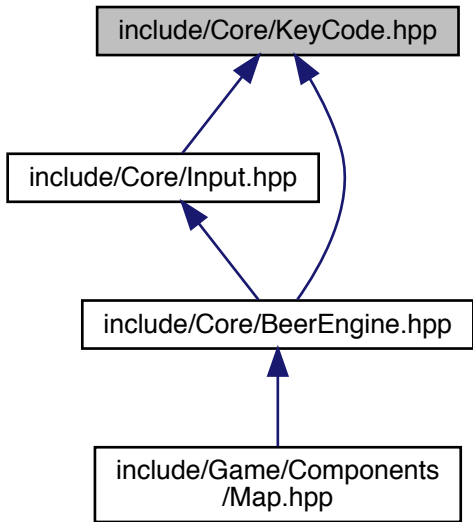 include/Core/KeyCode.hpp
include/Core/Input.hpp
include/Core/BeerEngine.hpp
include/Game/Components
/Map.hpp